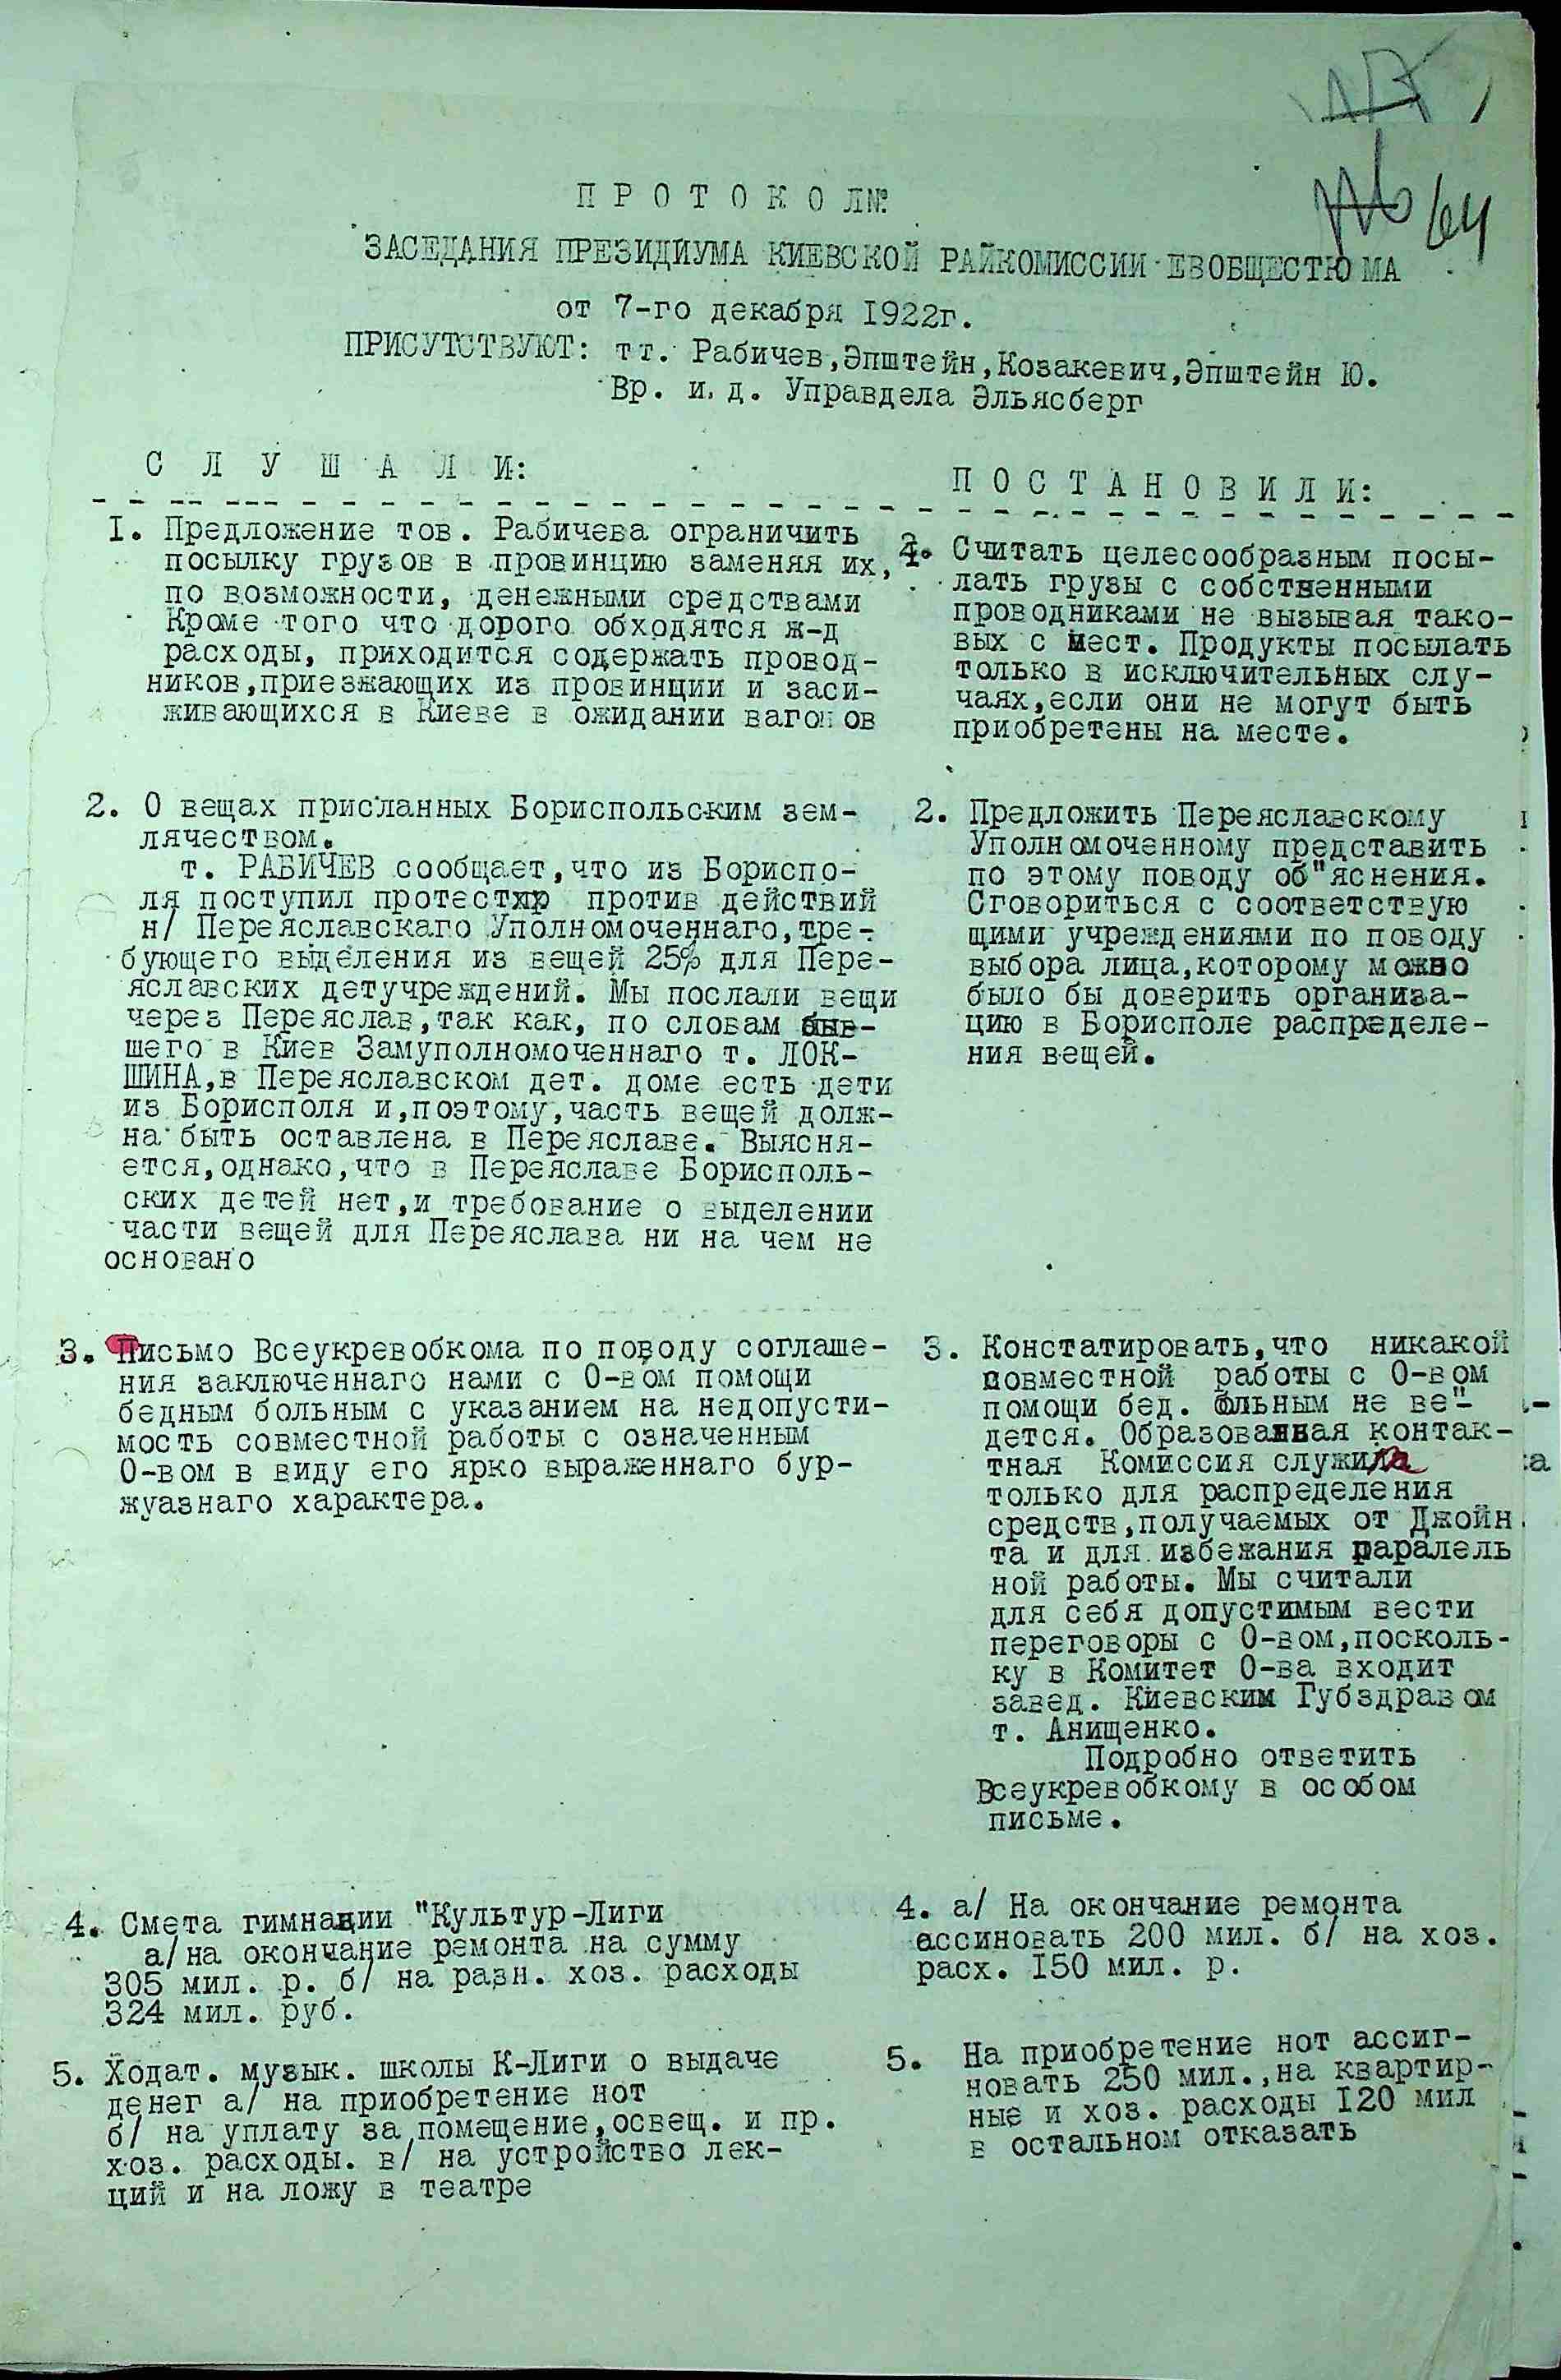 64
П Р О Т О К О Л №
ЗАСЕДАНИЯ ПРЕЗИДИУМА КИЕВСКОЙ РАЙКОМИССИИ ЕВОБЩЕСТКОМА
от 7-го декабря 1922г.
ПРИСУТСТВУЮТ: тт. Рабичев,Эпштейн,Козакевич,Эпштейн Ю.
Вр. и. д. Управдела Эльясберг
С Л У Ш А Л И:
1. Предложение тов. Рабичева ограничить
посылку грузов в провинцию заменяя их,
по возможности, денежными средствами
Кроме того что дорого обходятся ж-д
расходы, приходится содержать провод-
ников,приезжающих из провинции и заси-
живающихся в Киеве в ожидании вагонов
2. О вещах присланных Бориспольским зем-
лячеством.
т. РАБИЧЕВ сообщает,что из Бориспо-
ля поступил протест против действий
н/ Переяславскаго Уполномоченнаго,тре-
бующего выделения из вещей 25% для Пере-
яславских детучреждений. Мы послали вещи
через Переяслав,так как, по словам быв-
шего в Киев Замуполномоченнаго т. ЛОК-
ШИНА,в Переяславском дет. доме есть дети
из Борисполя и,поэтому,часть вещей долж-
на быть оставлена в Переяславе. Выясня-
ется,однако,что в Переяславе Борисполь-
ских детей нет,и требование о выделении
части вещей для Переяслава ни на чем не
основано
3. Письмо Всеукревобкома по поводу соглаше-
ния заключеннаго нами с О-вом помощи
бедным больным с указанием на недопусти-
мость совместной работы с означенным
О-вом в виду его ярко выраженнаго бур-
жуазнаго характера.
4. Смета гимназии "Культур-Лиги
а/ на окончание ремонта на сумму
305 мил. р. б/ на разн. хоз. расходы
324 мил. руб.
5. Ходат. музык. школы К-Лиги о выдаче
денег а/ на приобретение нот
б/ на уплату за помещение,освещ. и пр.
хоз. расходы. в/ на устройство лек-
ций и на ложу в театре
П О С Т А Н О В И Л И:
Считать целесообразным посы-
лать грузы с собственными
проводниками не вызывая тако-
вых с мест. Продукты посылать
только в исключительных слу-
чаях,если они не могут быть
приобретены на месте.
2. Предложить Переяславскому
Уполномоченному представить
по этому поводу об"яснения.
Сговориться с соответствую
щими учреждениями по поводу
выбора лица,которому можно
было бы доверить организа-
цию в Борисполе распределе-
ния вещей.
3. Констатировать,что никакой
совместной работы с О-вом
помощи бед. больным не ве-
дется. Образованная контак-
тная Комиссия служила
только для распределения
средств,получаемых от Джойн
та и для избежания паралель
ной работы. Мы считали
для себя допустимым вести
переговоры с О-вом,посколь-
ку в Комитет О-ва входит
завед. Киевским Губздравом
т. Анищенко.
Подробно ответить
Всеукревобкому в особом
письме.
4. а/ На окончание ремонта
ассиновать 200 мил. б/ на хоз.
расх. 150 мил. р.
5. На приобретение нот ассиг-
новать 250 мил.,на квартир-
ные и хоз. расходы 120 мил
в остальном отказать